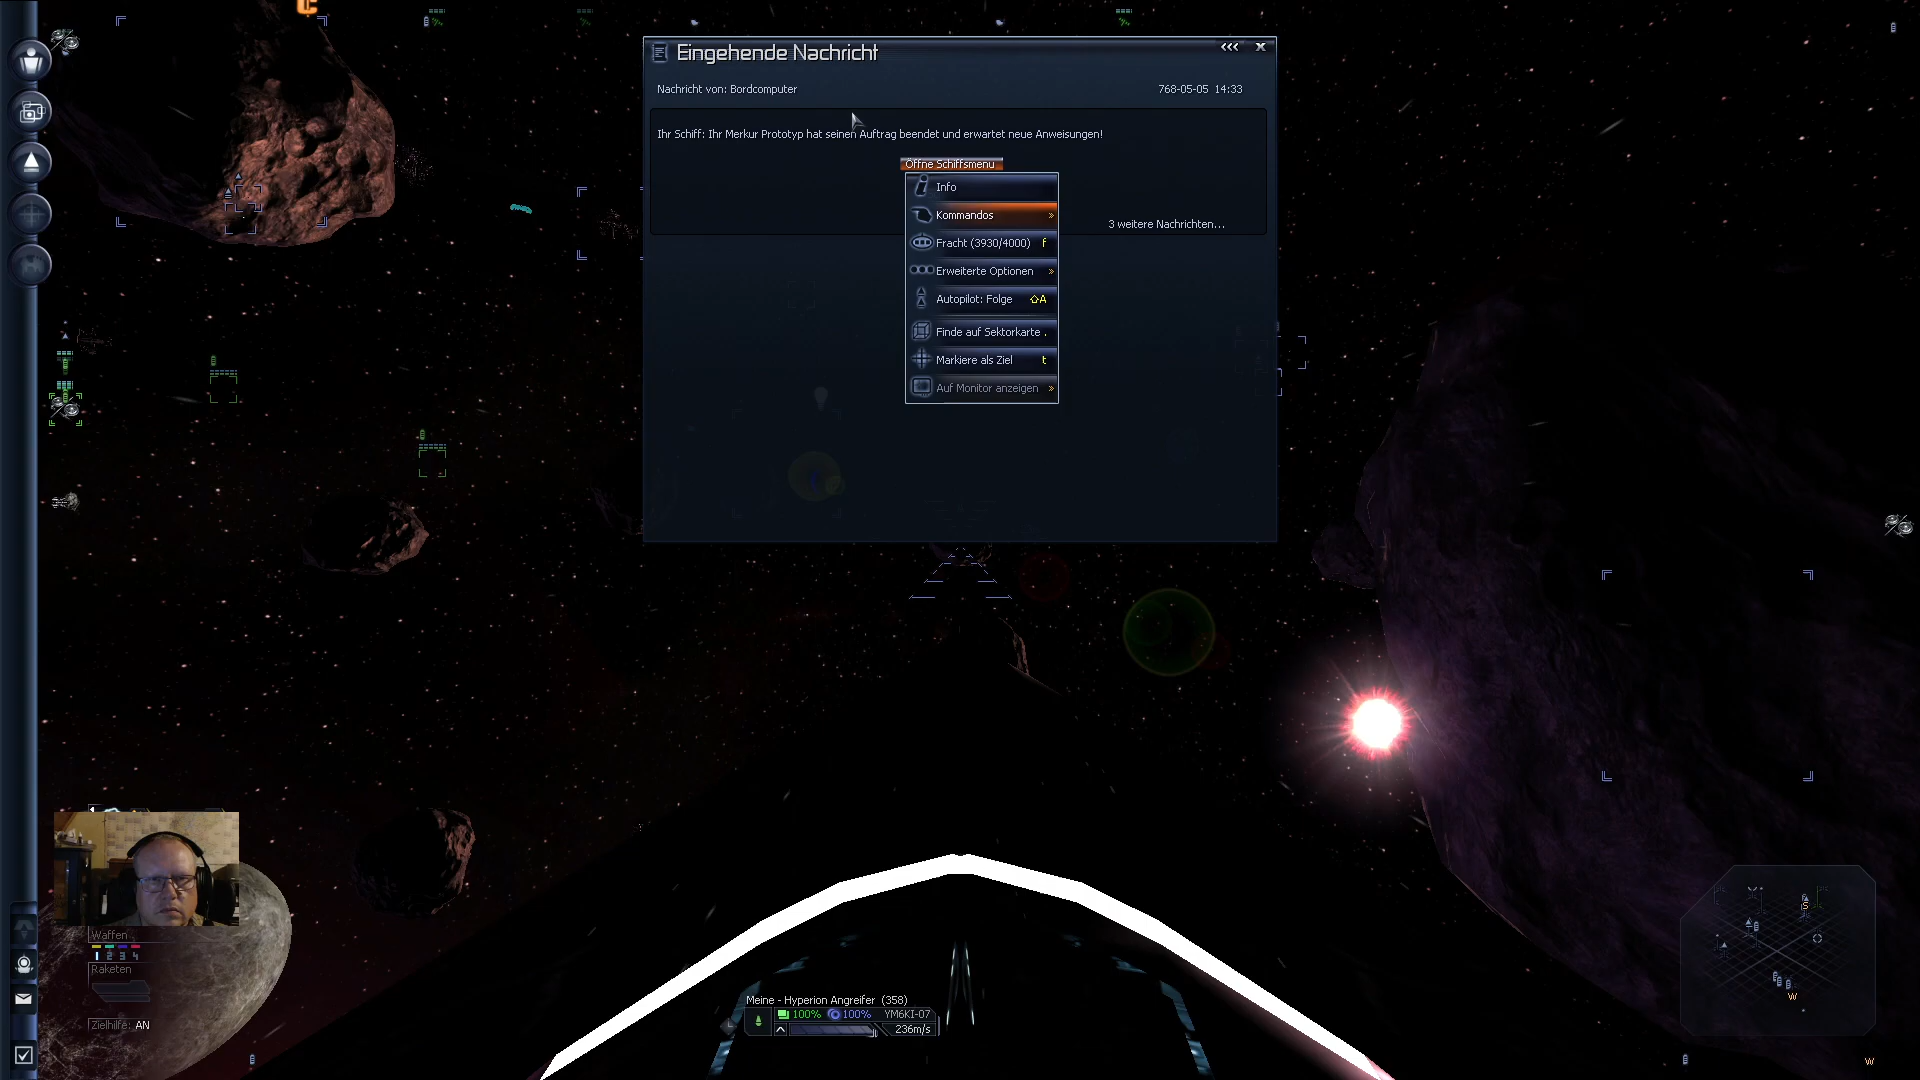 Eingehende Nachricht
Nachricht von: Bordcomputer
768-05-05 14:33
Ihr Schiff: Ihr Merkur Prototyp hat seinen Auftrag beendet und erwartet neue Anweisungen!
Öffne Schiffsmenu
Info
Kommandos »
3 weitere Nachrichten...
Fracht (3930/4000) f
Erweiterte Optionen »
Autopilot: Folge A
Finde auf Sektorkarte .
Markiere als Ziel t
Auf Monitor anzeigen »
Waffen
1 2 3 4
Raketen
Zielhilfe: AN
Meine - Hyperion Angreifer (358)
100% 100% YM6KI-07
236m/s
S
W
W